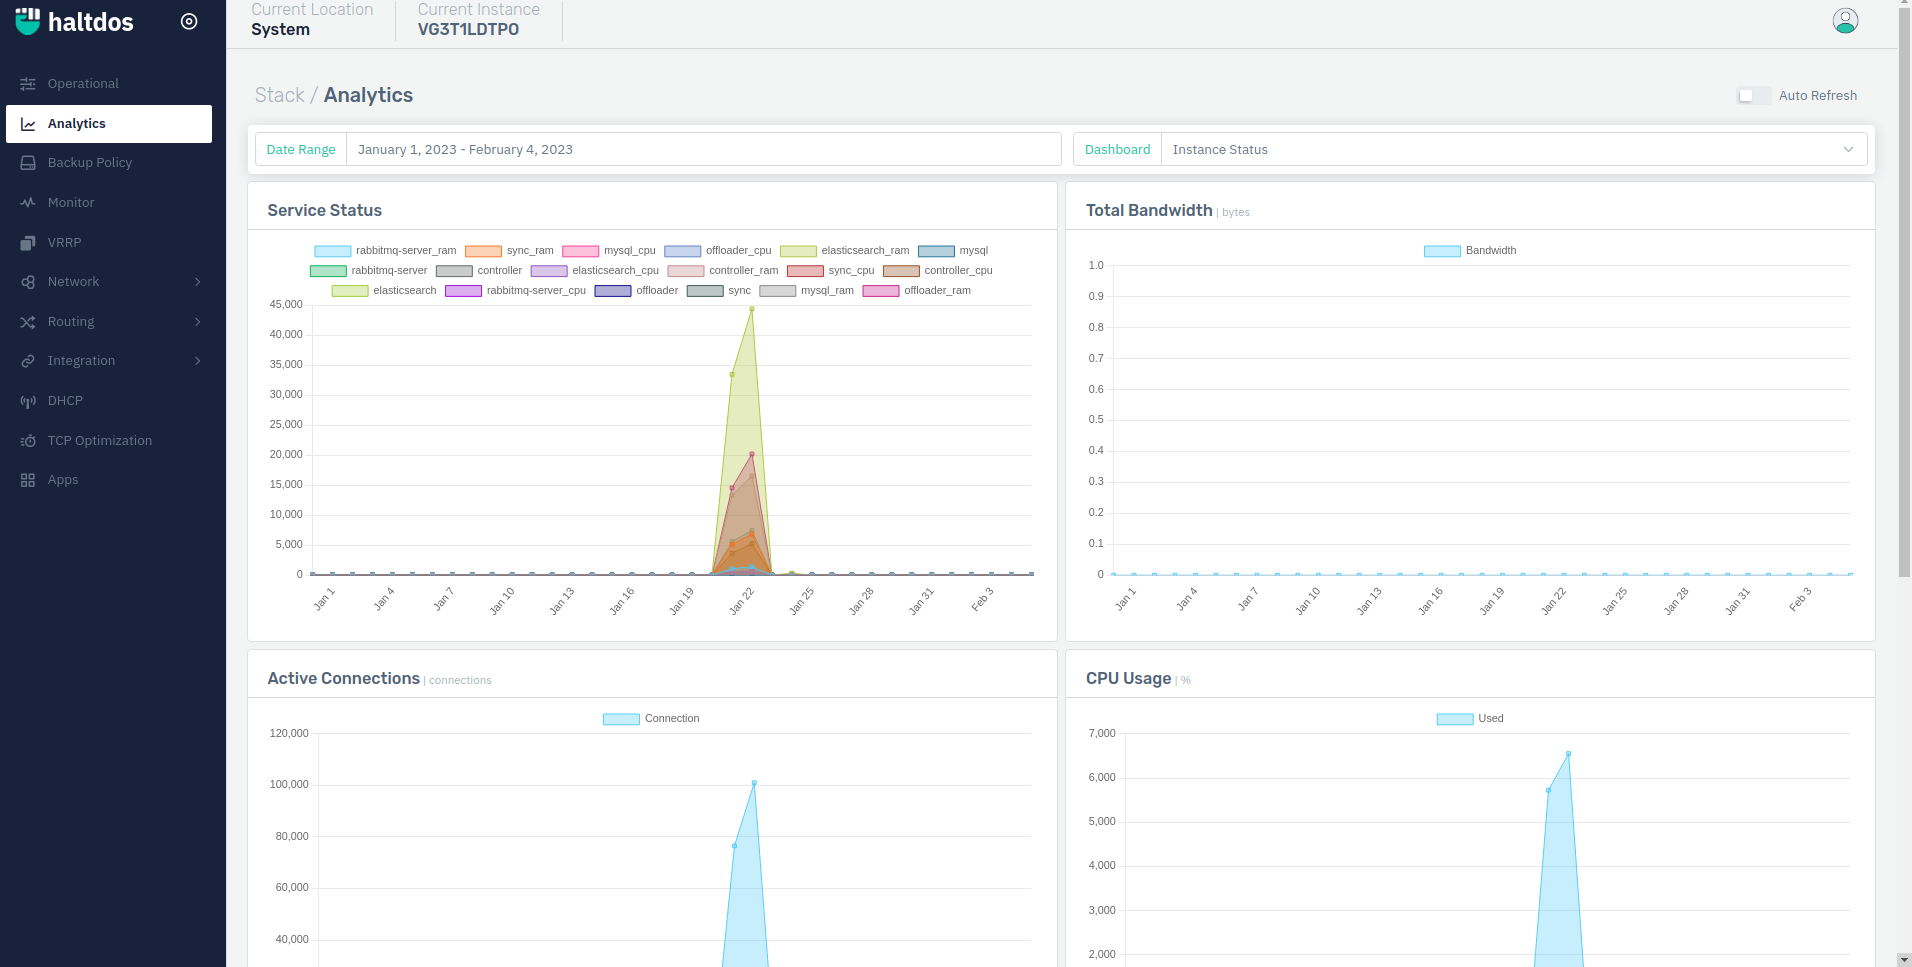 haltdos
Current Location
System
Current Instance
VG3T1LDTPO
Operational
Analytics
Backup Policy
Monitor
VRRP
Network
Routing
Integration
DHCP
TCP Optimization
Apps
Stack / Analytics
Auto Refresh
Date Range January 1, 2023 - February 4, 2023
Dashboard Instance Status
Service Status
rabbitmq-server_ram sync_ram mysql_cpu offloader_cpu elasticsearch_ram mysql
rabbitmq-server controller elasticsearch_cpu controller_ram sync_cpu controller_cpu
elasticsearch rabbitmq-server_cpu offloader sync mysql_ram offloader_ram
45,000
40,000
35,000
30,000
25,000
20,000
15,000
10,000
5,000
0
Jan 1 Jan 4 Jan 7 Jan 10 Jan 13 Jan 16 Jan 19 Jan 22 Jan 25 Jan 28 Jan 31 Feb 3
Total Bandwidth | bytes
Bandwidth
1.0
0.9
0.8
0.7
0.6
0.5
0.4
0.3
0.2
0.1
0
Jan 1 Jan 4 Jan 7 Jan 10 Jan 13 Jan 16 Jan 19 Jan 22 Jan 25 Jan 28 Jan 31 Feb 3
Active Connections | connections
Connection
120,000
100,000
80,000
60,000
40,000
CPU Usage | %
Used
7,000
6,000
5,000
4,000
3,000
2,000